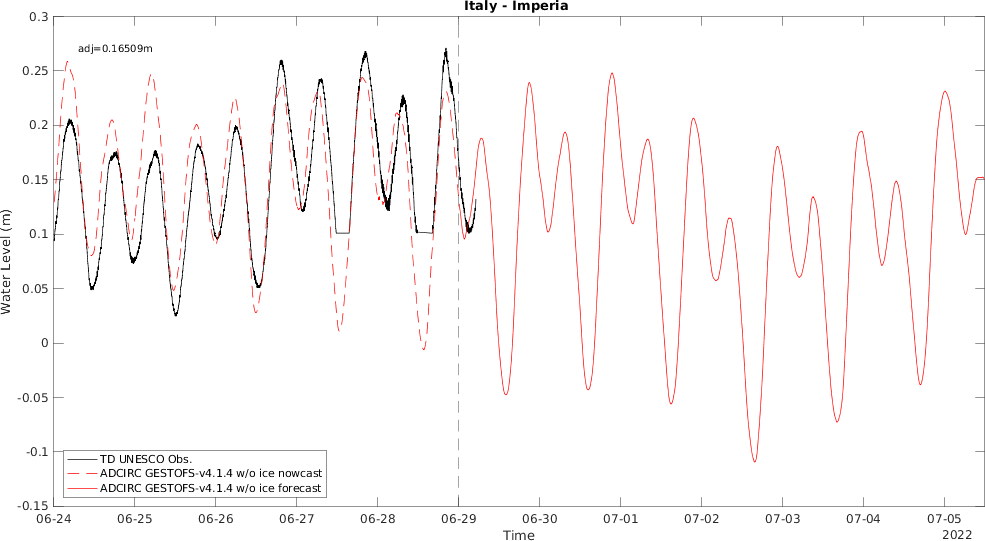 Italy - Imperia
adj=0.16509m
0.3
0.25
0.2
0.15
0.1
0.05
0
-0.05
-0.1
-0.15
Water Level (m)
TD UNESCO Obs.
ADCIRC GESTOFS-v4.1.4 w/o ice nowcast
ADCIRC GESTOFS-v4.1.4 w/o ice forecast
06-24 06-25 06-26 06-27 06-28 06-29 06-30 07-01 07-02 07-03 07-04 07-05
Time
2022